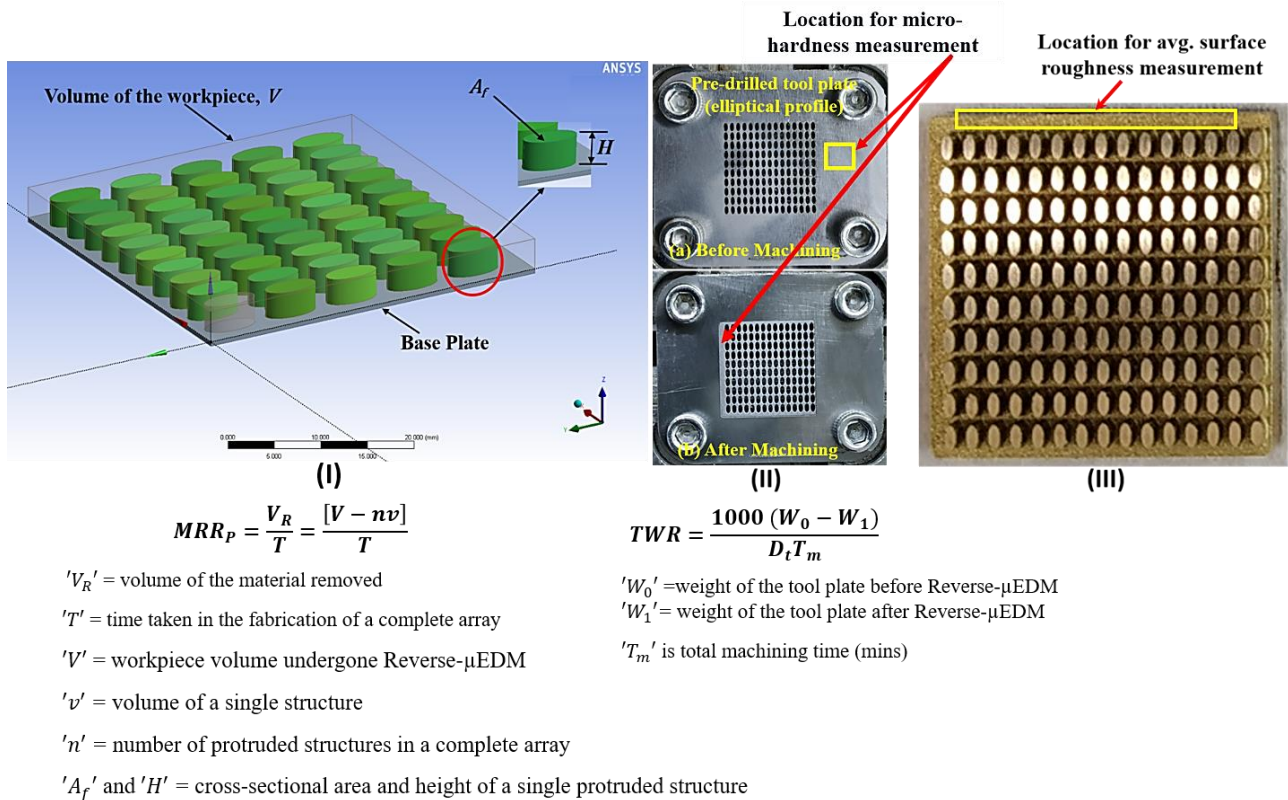 Location for micro-
hardness measurement
Location for avg. surface
roughness measurement
ANSYS
Volume of the workpiece, V
A_f
H
Base Plate
Z
Y
0.000
10.000
20.000 (mm)
5.000
15.000
(I)
Pre-drilled tool plate
(elliptical profile)
(a) Before Machining
(b) After Machining
(II)
(III)
MRR_P = V_R / T = [V − nv] / T
TWR = 1000 (W_0 − W_1) / D_t T_m
'V_R' = volume of the material removed
'T' = time taken in the fabrication of a complete array
'V' = workpiece volume undergone Reverse-μEDM
'v' = volume of a single structure
'n' = number of protruded structures in a complete array
'A_f' and 'H' = cross-sectional area and height of a single protruded structure
'W_0' =weight of the tool plate before Reverse-μEDM
'W_1'= weight of the tool plate after Reverse-μEDM
'T_m' is total machining time (mins)